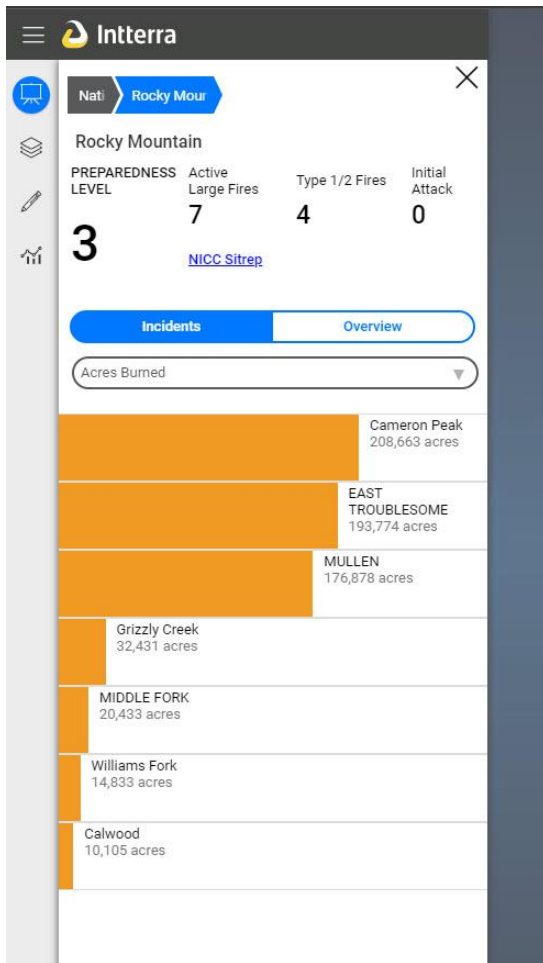 Intterra
Nati
Rocky Mour
Rocky Mountain
PREPAREDNESS
LEVEL
3
Active
Large Fires
7
NICC Sitrep
Type 1/2 Fires
4
Initial
Attack
0
Incidents
Overview
Acres Burned
Cameron Peak
208,663 acres
EAST
TROUBLESOME
193,774 acres
MULLEN
176,878 acres
Grizzly Creek
32,431 acres
MIDDLE FORK
20,433 acres
Williams Fork
14,833 acres
Calwood
10,105 acres